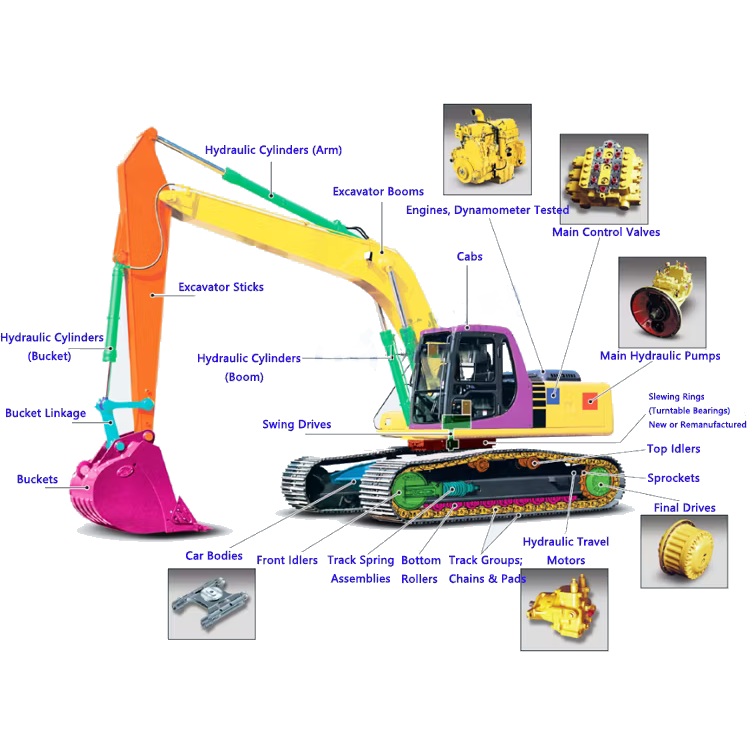 Hydraulic Cylinders (Arm)
Excavator Booms
Engines, Dynamometer Tested
Main Control Valves
Cabs
Excavator Sticks
Hydraulic Cylinders
(Bucket)
Hydraulic Cylinders
(Boom)
Main Hydraulic Pumps
Bucket Linkage
Swing Drives
Slewing Rings
(Turntable Bearings)
New or Remanufactured
Top Idlers
Buckets
Sprockets
Final Drives
Car Bodies
Front Idlers
Track Spring
Assemblies
Bottom
Rollers
Track Groups;
Chains & Pads
Hydraulic Travel
Motors